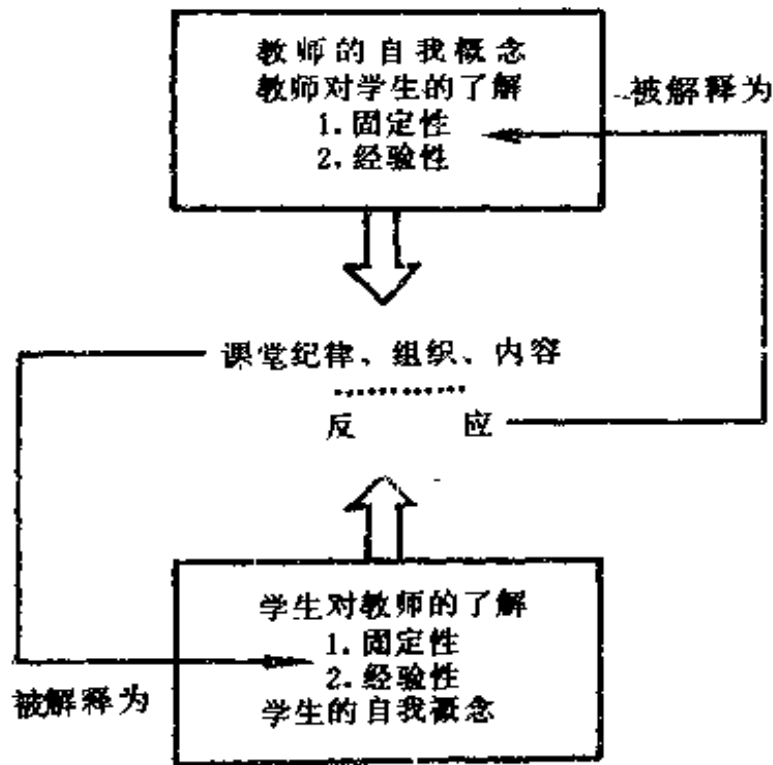 教师的自我概念
教师对学生的了解
1.固定性
2.经验性
被解释为
课堂纪律、组织、内容
反 应
学生对教师的了解
1.固定性
2.经验性
学生的自我概念
被解释为